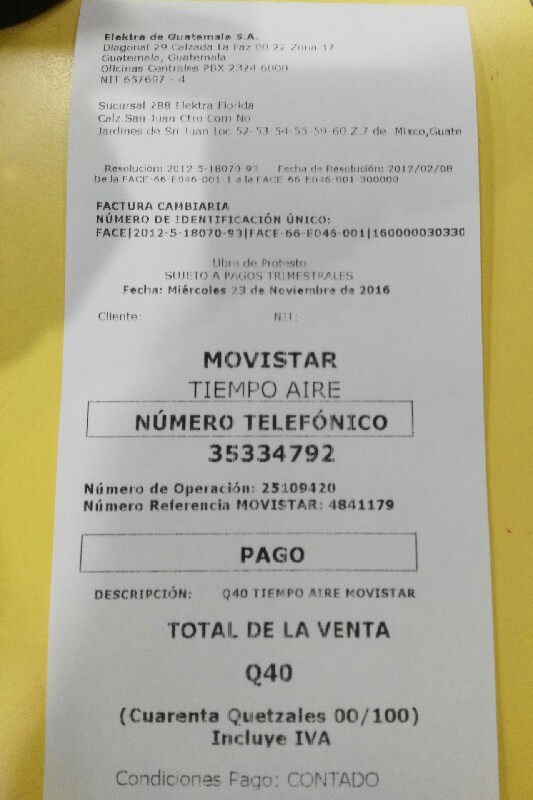 Elektra de Guatemala S.A.
Diagonal 29 Calzada La Paz 00-22 Zona 17
Guatemala, Guatemala
Oficinas Centrales PBX 2324-6000
NIT 657697 - 4
Sucursal 288 Elektra Florida
Calz.San Juan Ctro Com No
Jardines de Sn Juan Loc 52-53-54-55-59-60 Z.7 de Mixco,Guate
Resolución: 2012-5-18070-93 Fecha de Resolución: 2012/02/08
De la FACE-66-E046-001-1 a la FACE-66-E046-001-300000
FACTURA CAMBIARIA
NÚMERO DE IDENTIFICACIÓN ÚNICO:
FACE|2012-5-18070-93|FACE-66-E046-001|160000030330
Libre de Protesto
SUJETO A PAGOS TRIMESTRALES
Fecha: Miércoles 23 de Noviembre de 2016
Cliente: NIT:
MOVISTAR
TIEMPO AIRE
NÚMERO TELEFÓNICO
35334792
Número de Operación: 25109420
Número Referencia MOVISTAR: 4841179
PAGO
DESCRIPCIÓN: Q40 TIEMPO AIRE MOVISTAR
TOTAL DE LA VENTA
Q40
(Cuarenta Quetzales 00/100)
Incluye IVA
Condiciones Pago: CONTADO